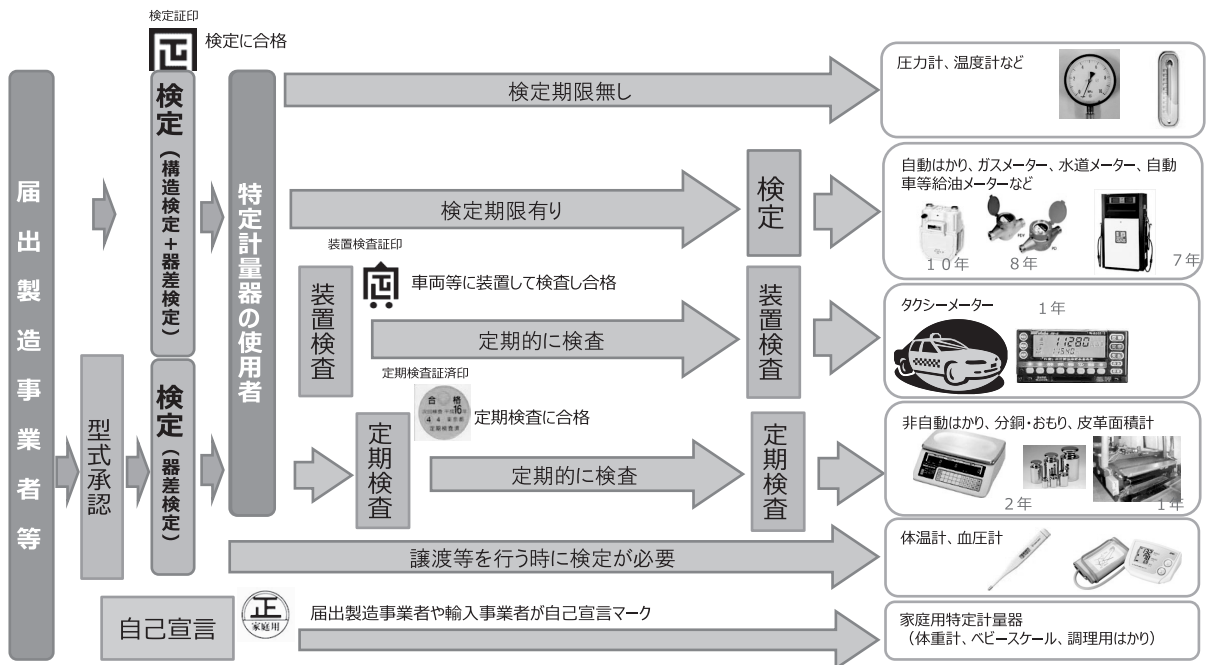 検定証印
検定に合格
届出製造事業者等
検定（構造検定＋器差検定）
特定計量器の使用者
検定期限無し
圧力計、温度計など
検定期限有り
検定
自動はかり、ガスメーター、水道メーター、自動
車等給油メーターなど
10年
8年
7年
装置検査証印
車両等に装置して検査し合格
装置検査
定期的に検査
装置検査
タクシーメーター
1年
型式承認
検定（器差検定）
定期検査証済印
合格
16
定期検査に合格
定期検査
定期的に検査
定期検査
非自動はかり、分銅・おもり、皮革面積計
2年
1年
譲渡等を行う時に検定が必要
体温計、血圧計
自己宣言
正
家庭用
届出製造事業者や輸入事業者が自己宣言マーク
家庭用特定計量器
（体重計、ベビースケール、調理用はかり）